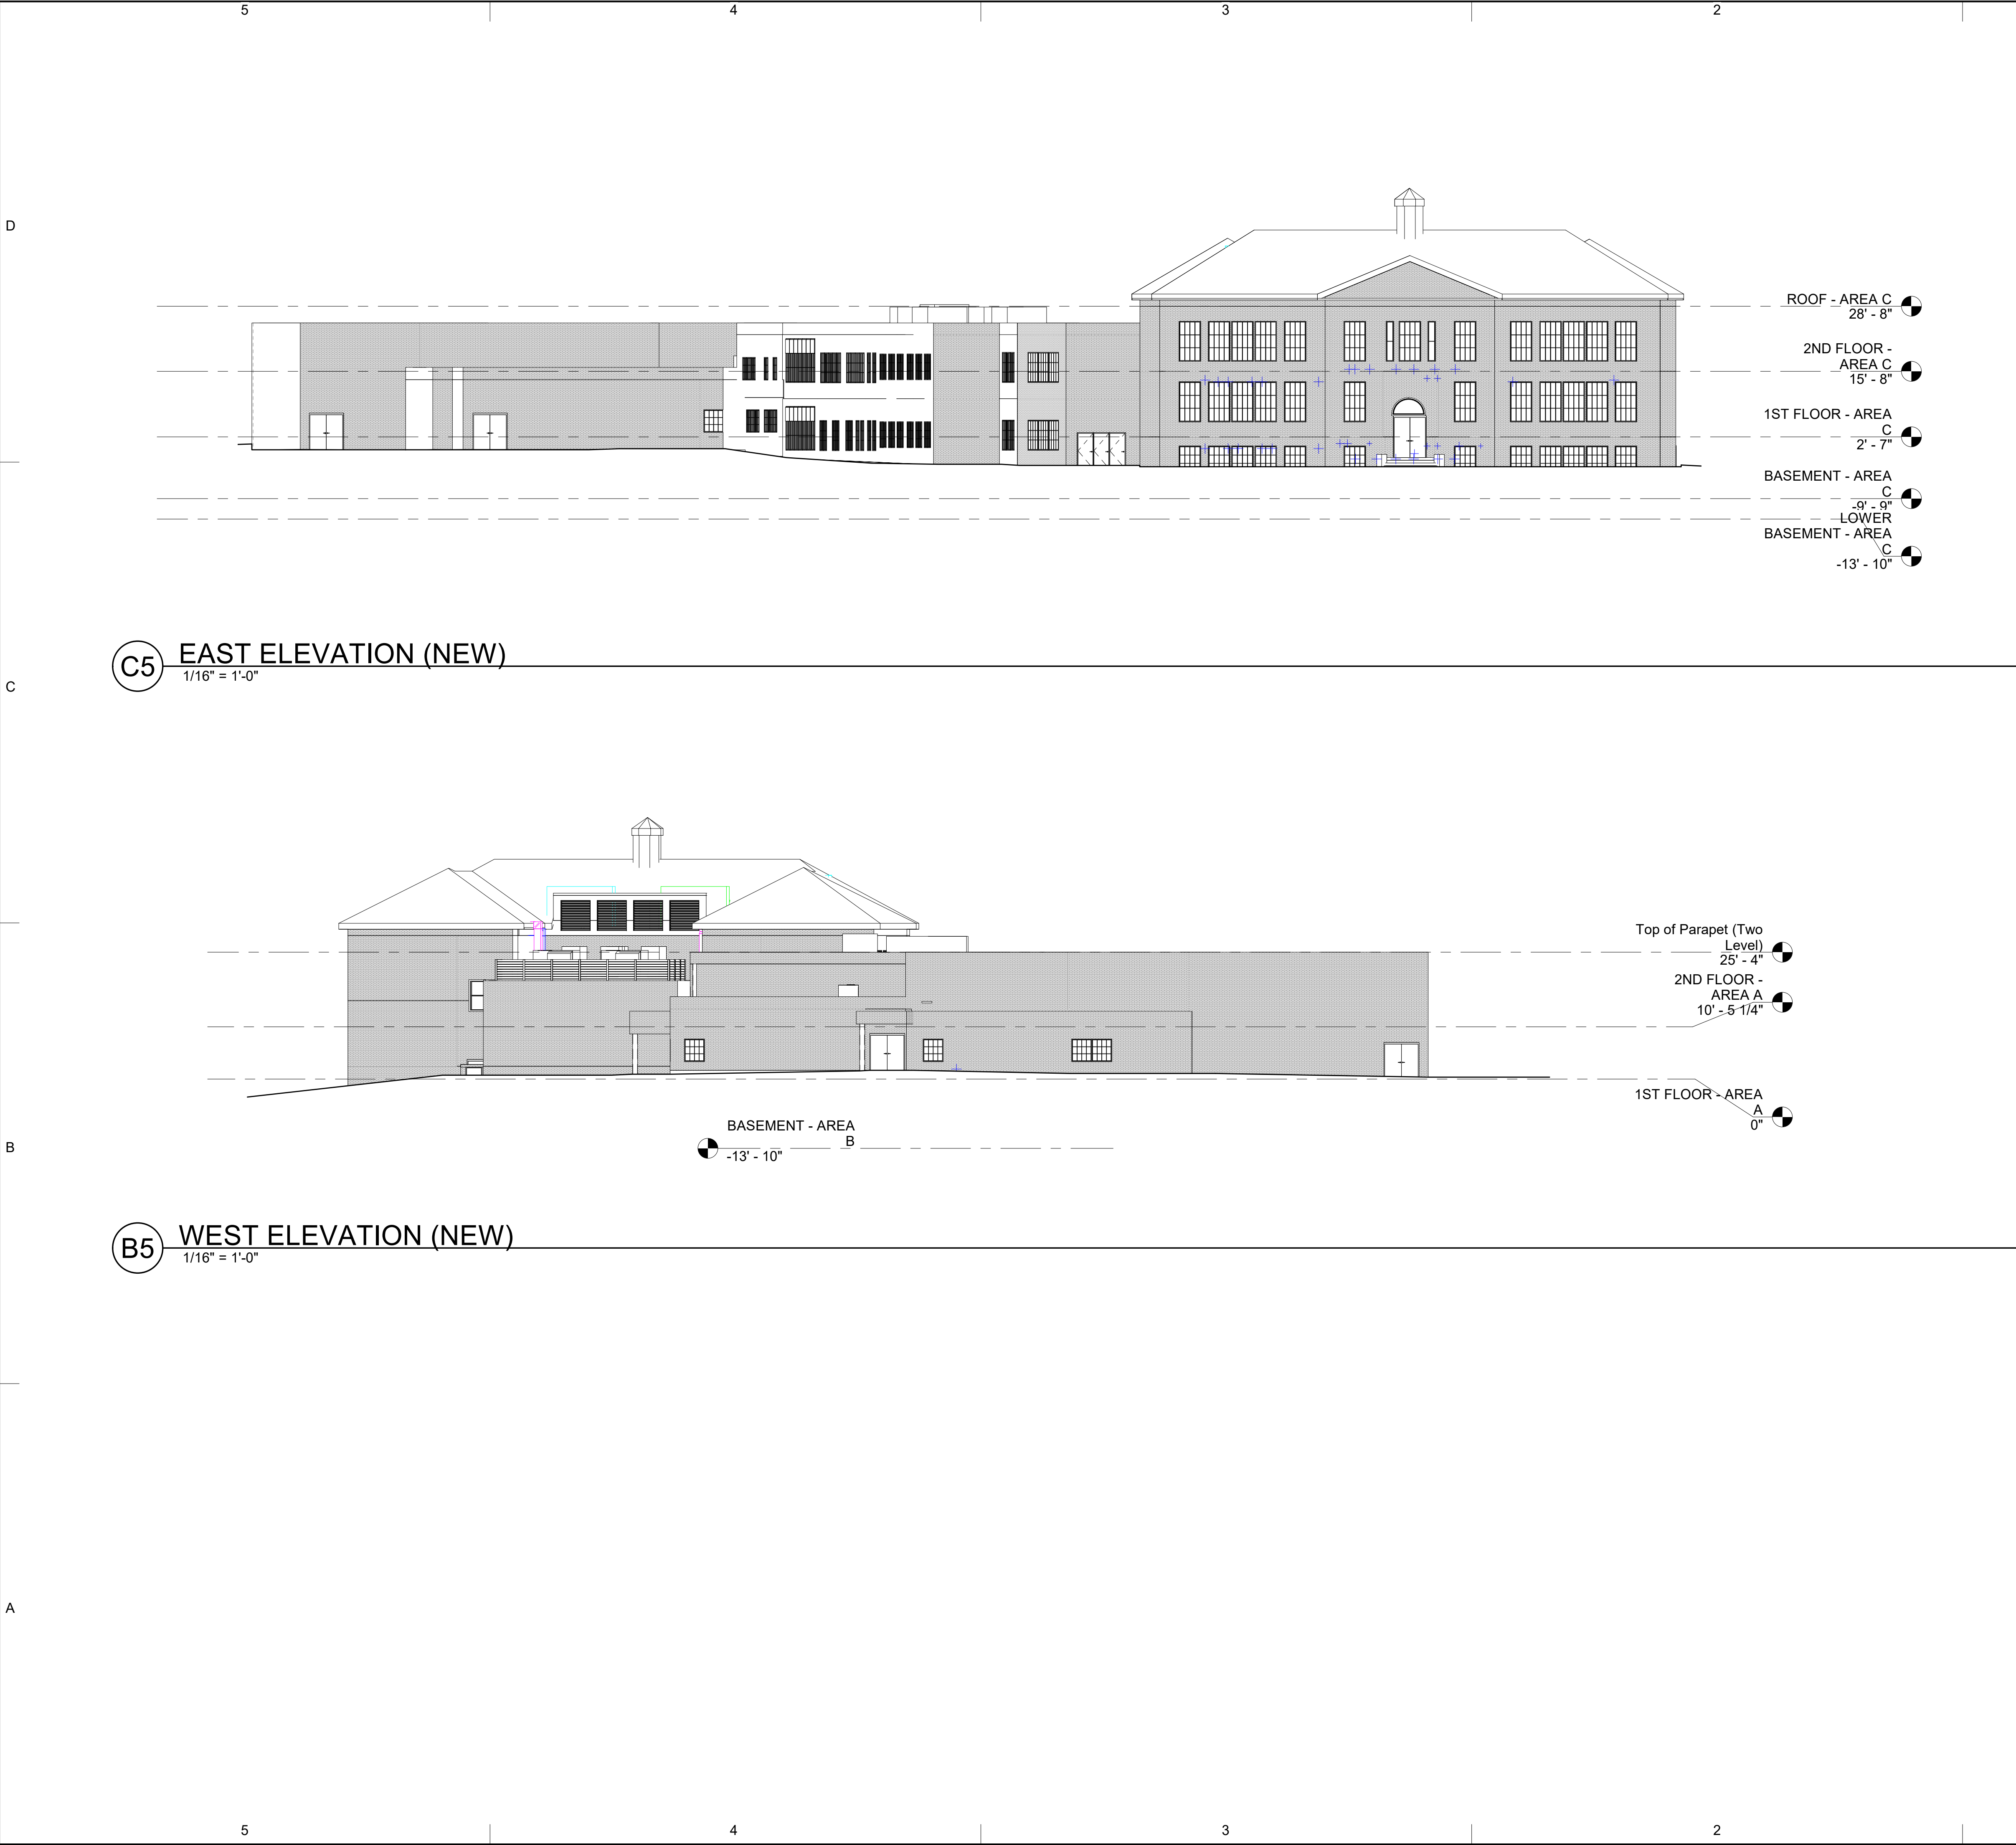 5 4 3 2
D
ROOF - AREA C
28' - 8"
2ND FLOOR -
AREA C
15' - 8"
1ST FLOOR - AREA
C
2' - 7"
BASEMENT - AREA
C
-9' - 9"
LOWER
BASEMENT - AREA
C
-13' - 10"
C5 EAST ELEVATION (NEW)
1/16" = 1'-0"
C
Top of Parapet (Two
Level)
25' - 4"
2ND FLOOR -
AREA A
10' - 5 1/4"
1ST FLOOR - AREA
A
0"
BASEMENT - AREA
B
-13' - 10"
B
B5 WEST ELEVATION (NEW)
1/16" = 1'-0"
A
5 4 3 2